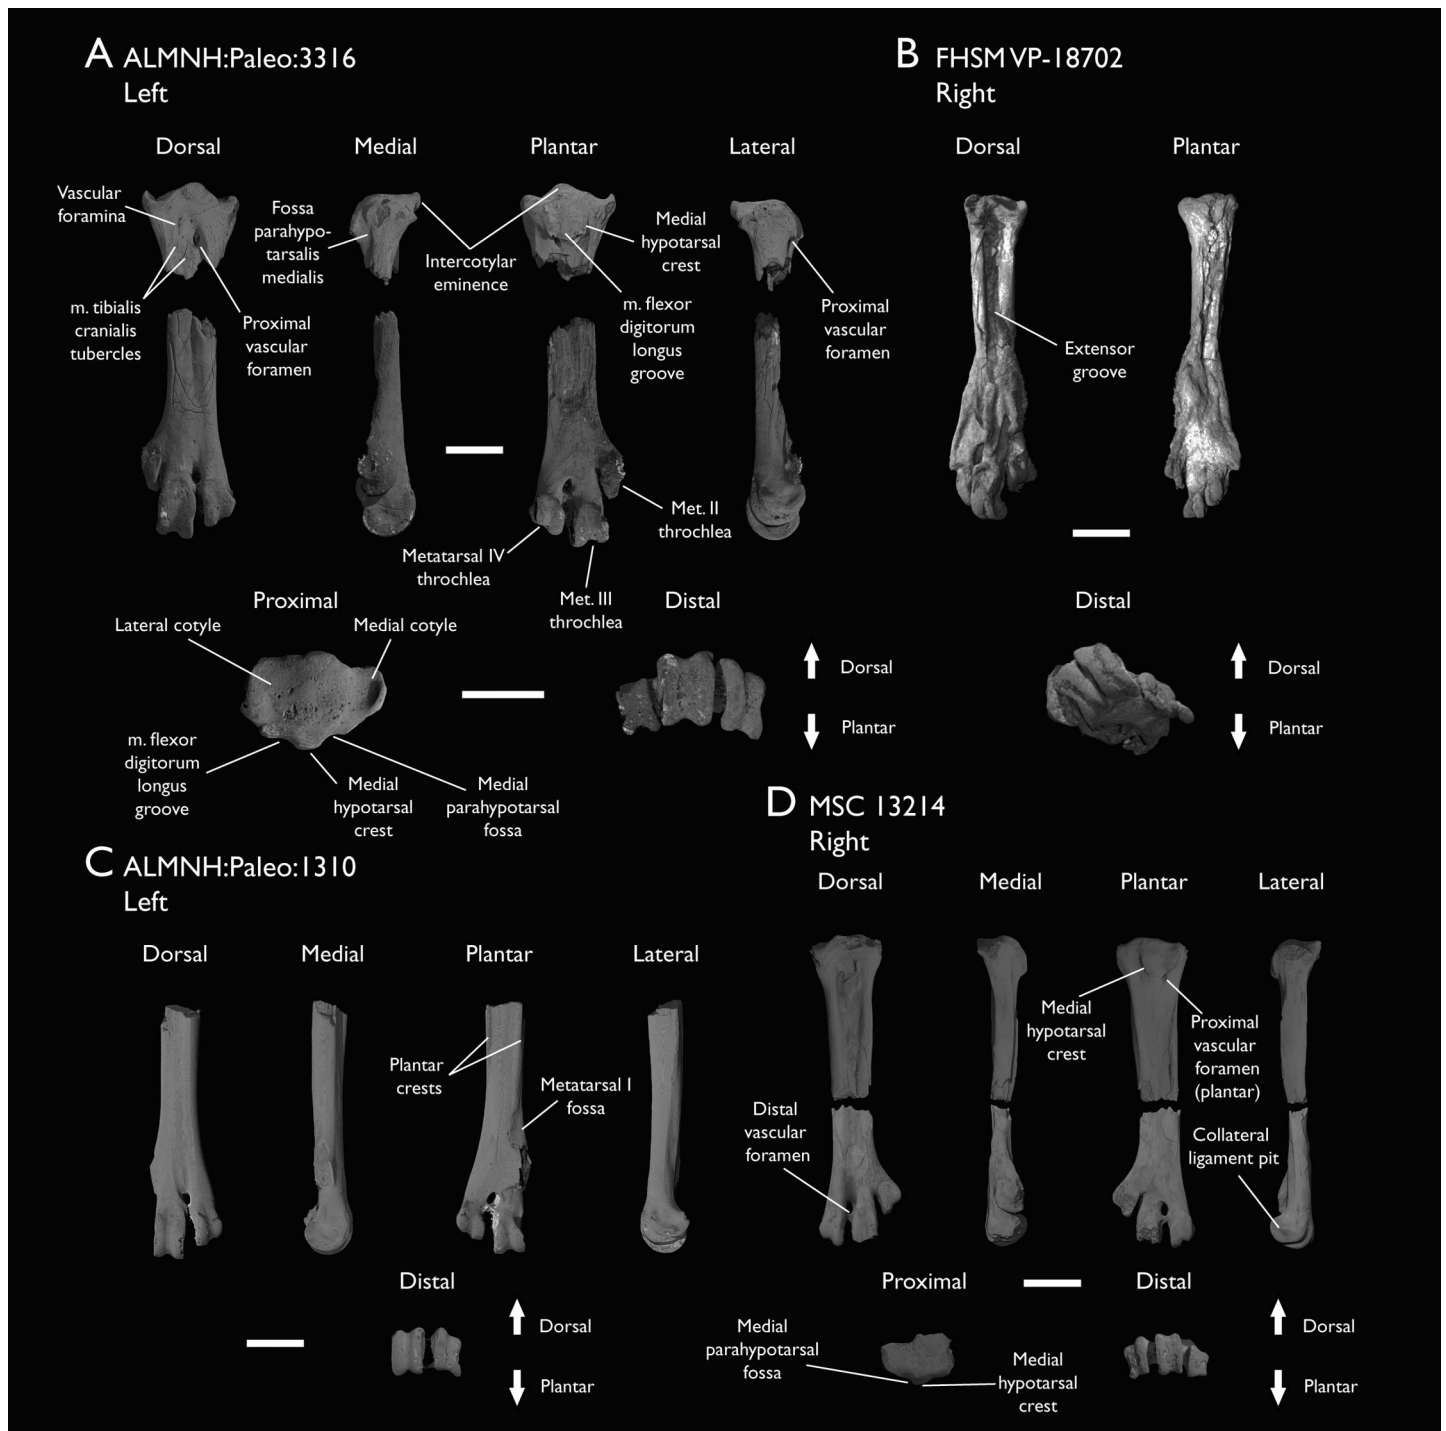 A ALMNH:Paleo:3316
Left
Dorsal
Medial
Plantar
Lateral
Vascular
foramina
m. tibialis
cranialis
tubercles
Proximal
vascular
foramen
Fossa
parahypo-
tarsalis
medialis
Intercotylar
eminence
Medial
hypotarsal
crest
m. flexor
digitorum
longus
groove
Proximal
vascular
foramen
Met. II
throchlea
Metatarsal IV
throchlea
Met. III
throchlea
Proximal
Lateral cotyle
Medial cotyle
m. flexor
digitorum
longus
groove
Medial
hypotarsal
crest
Medial
parahypotarsal
fossa
Distal
Dorsal
Plantar
B FHSM VP-18702
Right
Dorsal
Plantar
Extensor
groove
Distal
Dorsal
Plantar
C ALMNH:Paleo:1310
Left
Dorsal
Medial
Plantar
Lateral
Plantar
crests
Metatarsal I
fossa
Distal
Dorsal
Plantar
D MSC 13214
Right
Dorsal
Medial
Plantar
Lateral
Distal
vascular
foramen
Medial
hypotarsal
crest
Proximal
vascular
foramen
(plantar)
Collateral
ligament pit
Proximal
Medial
parahypotarsal
fossa
Medial
hypotarsal
crest
Distal
Dorsal
Plantar